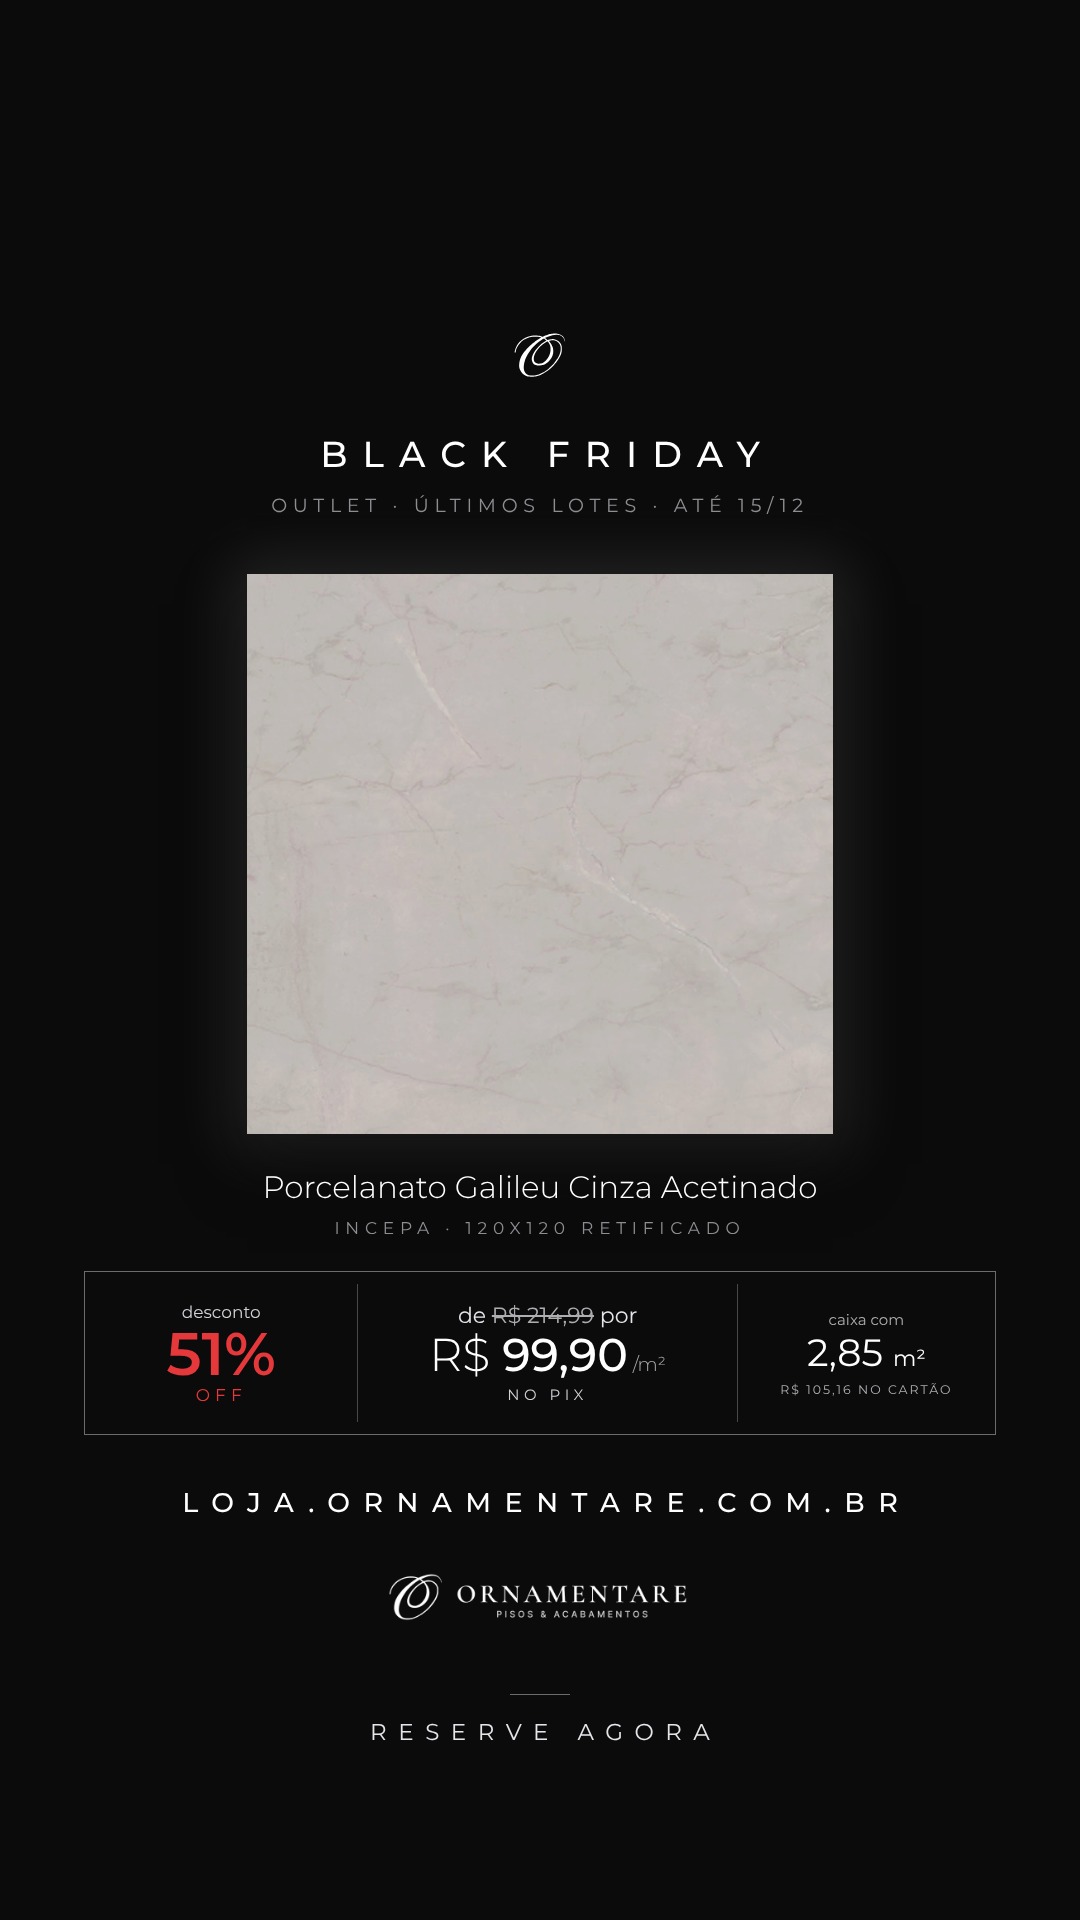 O
BLACK FRIDAY
OUTLET · ÚLTIMOS LOTES · ATÉ 15/12
Porcelanato Galileu Cinza Acetinado
INCEPA · 120X120 RETIFICADO
desconto
51%
OFF
de R$ 214,99 por
R$ 99,90 /m²
NO PIX
caixa com
2,85 m²
R$ 105,16 NO CARTÃO
LOJA.ORNAMENTARE.COM.BR
O ORNAMENTARE
PISOS & ACABAMENTOS
RESERVE AGORA